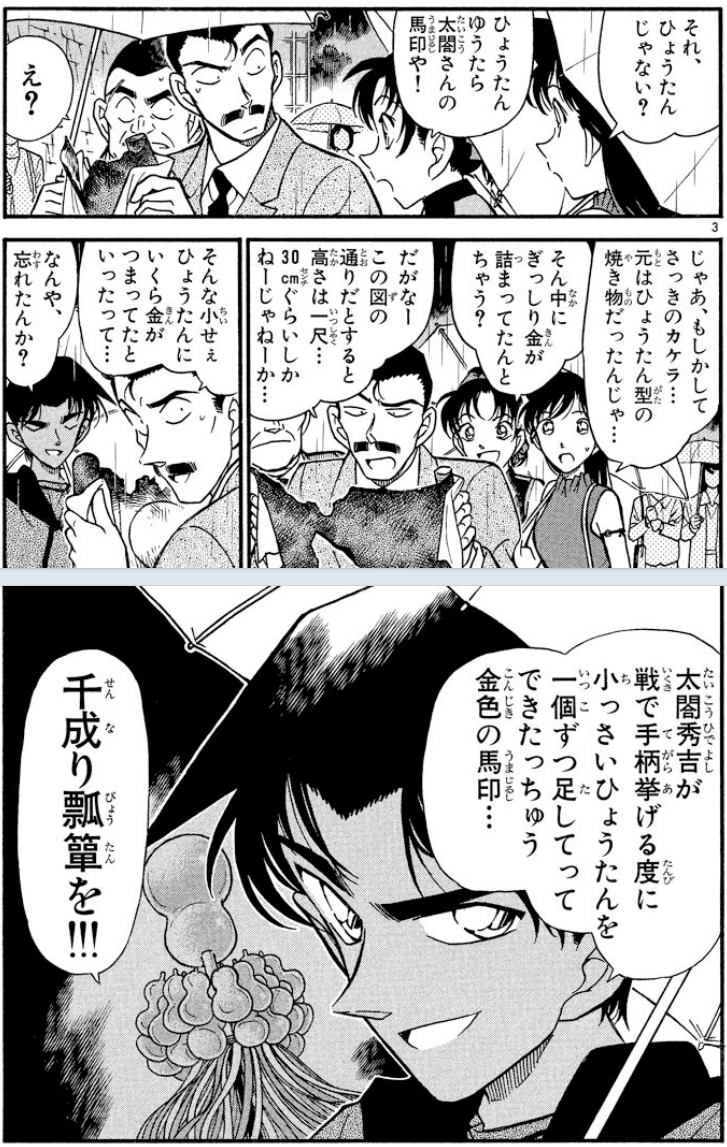 それ、
ひょうたん
じゃない?
ひょうたん
ゆうたら
太閤さんの
馬印や!
え?
3
じゃあ、もしかして
さっきのカケラ…
元はひょうたん型の
焼き物だったんじゃ…
そん中に
ぎっしり金が
詰まってたんと
ちゃう?
だがなー
この図の
通りだとすると
高さは一尺…
30cmぐらいしか
ねーじゃねーか…
そんな小せぇ
ひょうたんに
いくら金が
つまってたと
いったって…
なんや、
忘れたんか?
太閤秀吉が
戦で手柄挙げる度に
小っさいひょうたんを
一個ずつ足してって
できたっちゅう
金色の馬印…
千成り瓢箪を!!!